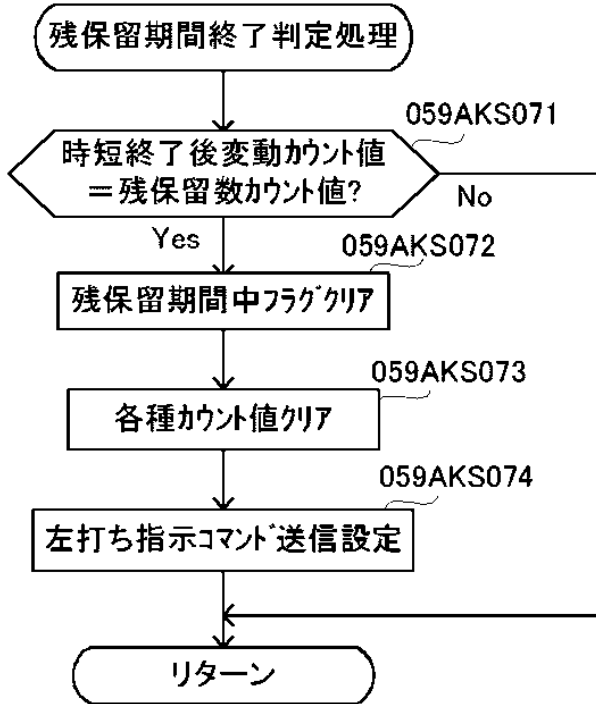 残保留期間終了判定処理
059AKS071
時短終了後変動ｶｳﾝﾄ値
＝残保留数ｶｳﾝﾄ値?
No
Yes
059AKS072
残保留期間中ﾌﾗｸﾞｸﾘｱ
059AKS073
各種ｶｳﾝﾄ値ｸﾘｱ
059AKS074
左打ち指示ｺﾏﾝﾄﾞ送信設定
リターン